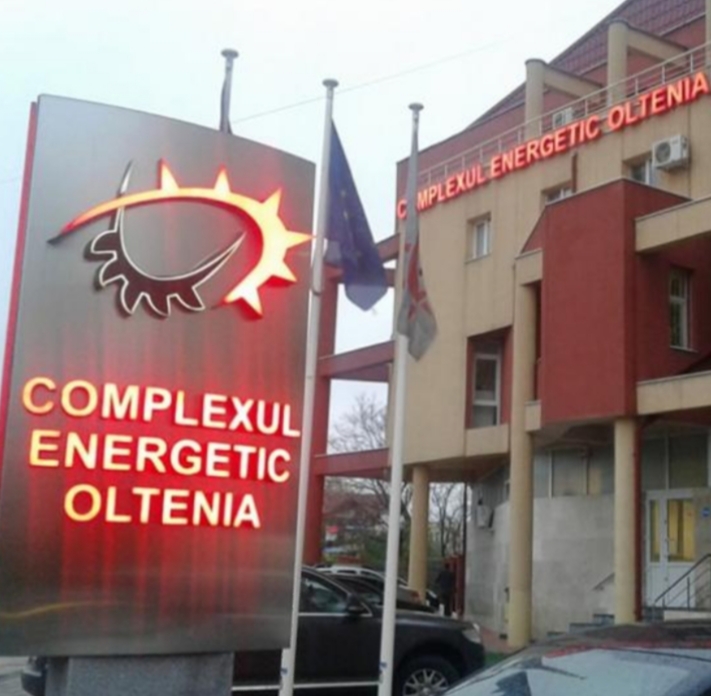 COMPLEXUL
ENERGETIC
OLTENIA
COMPLEXUL ENERGETIC OLTENIA